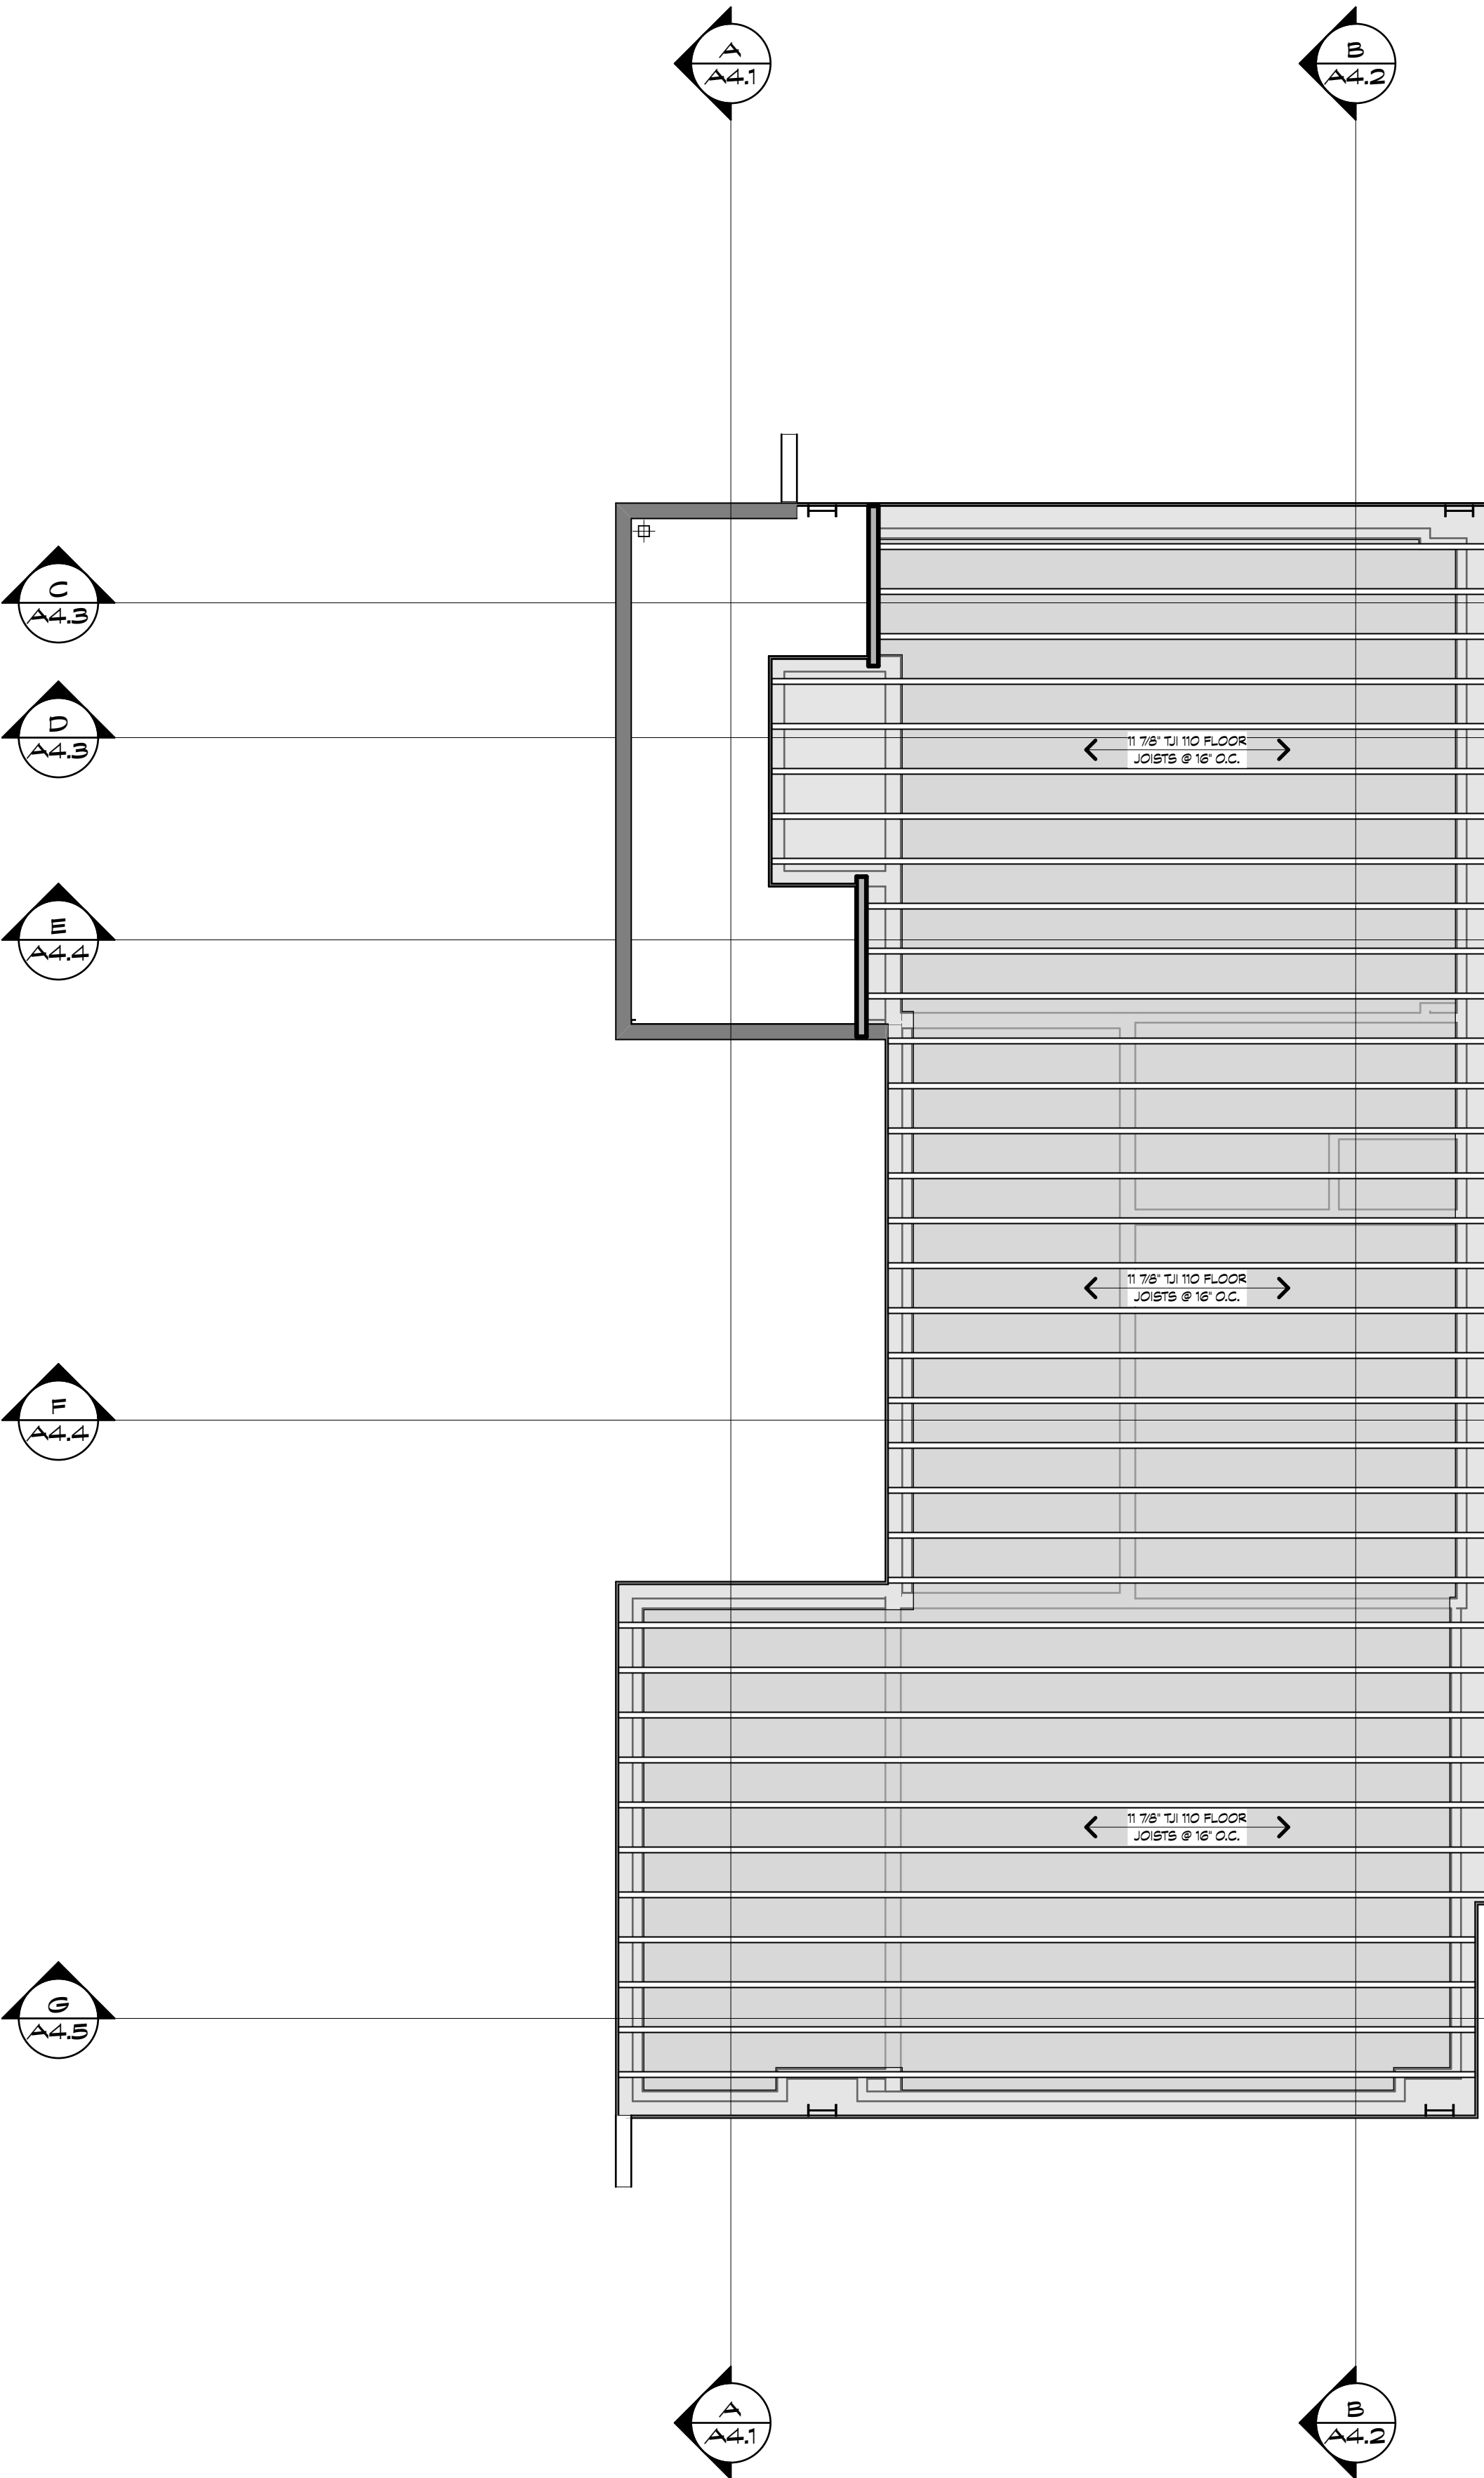 A
A4.1
B
A4.2
C
A4.3
D
A4.3
11 7/8" TJI 110 FLOOR
JOISTS @ 16" O.C.
E
A4.4
11 7/8" TJI 110 FLOOR
JOISTS @ 16" O.C.
F
A4.4
11 7/8" TJI 110 FLOOR
JOISTS @ 16" O.C.
G
A4.5
A
A4.1
B
A4.2